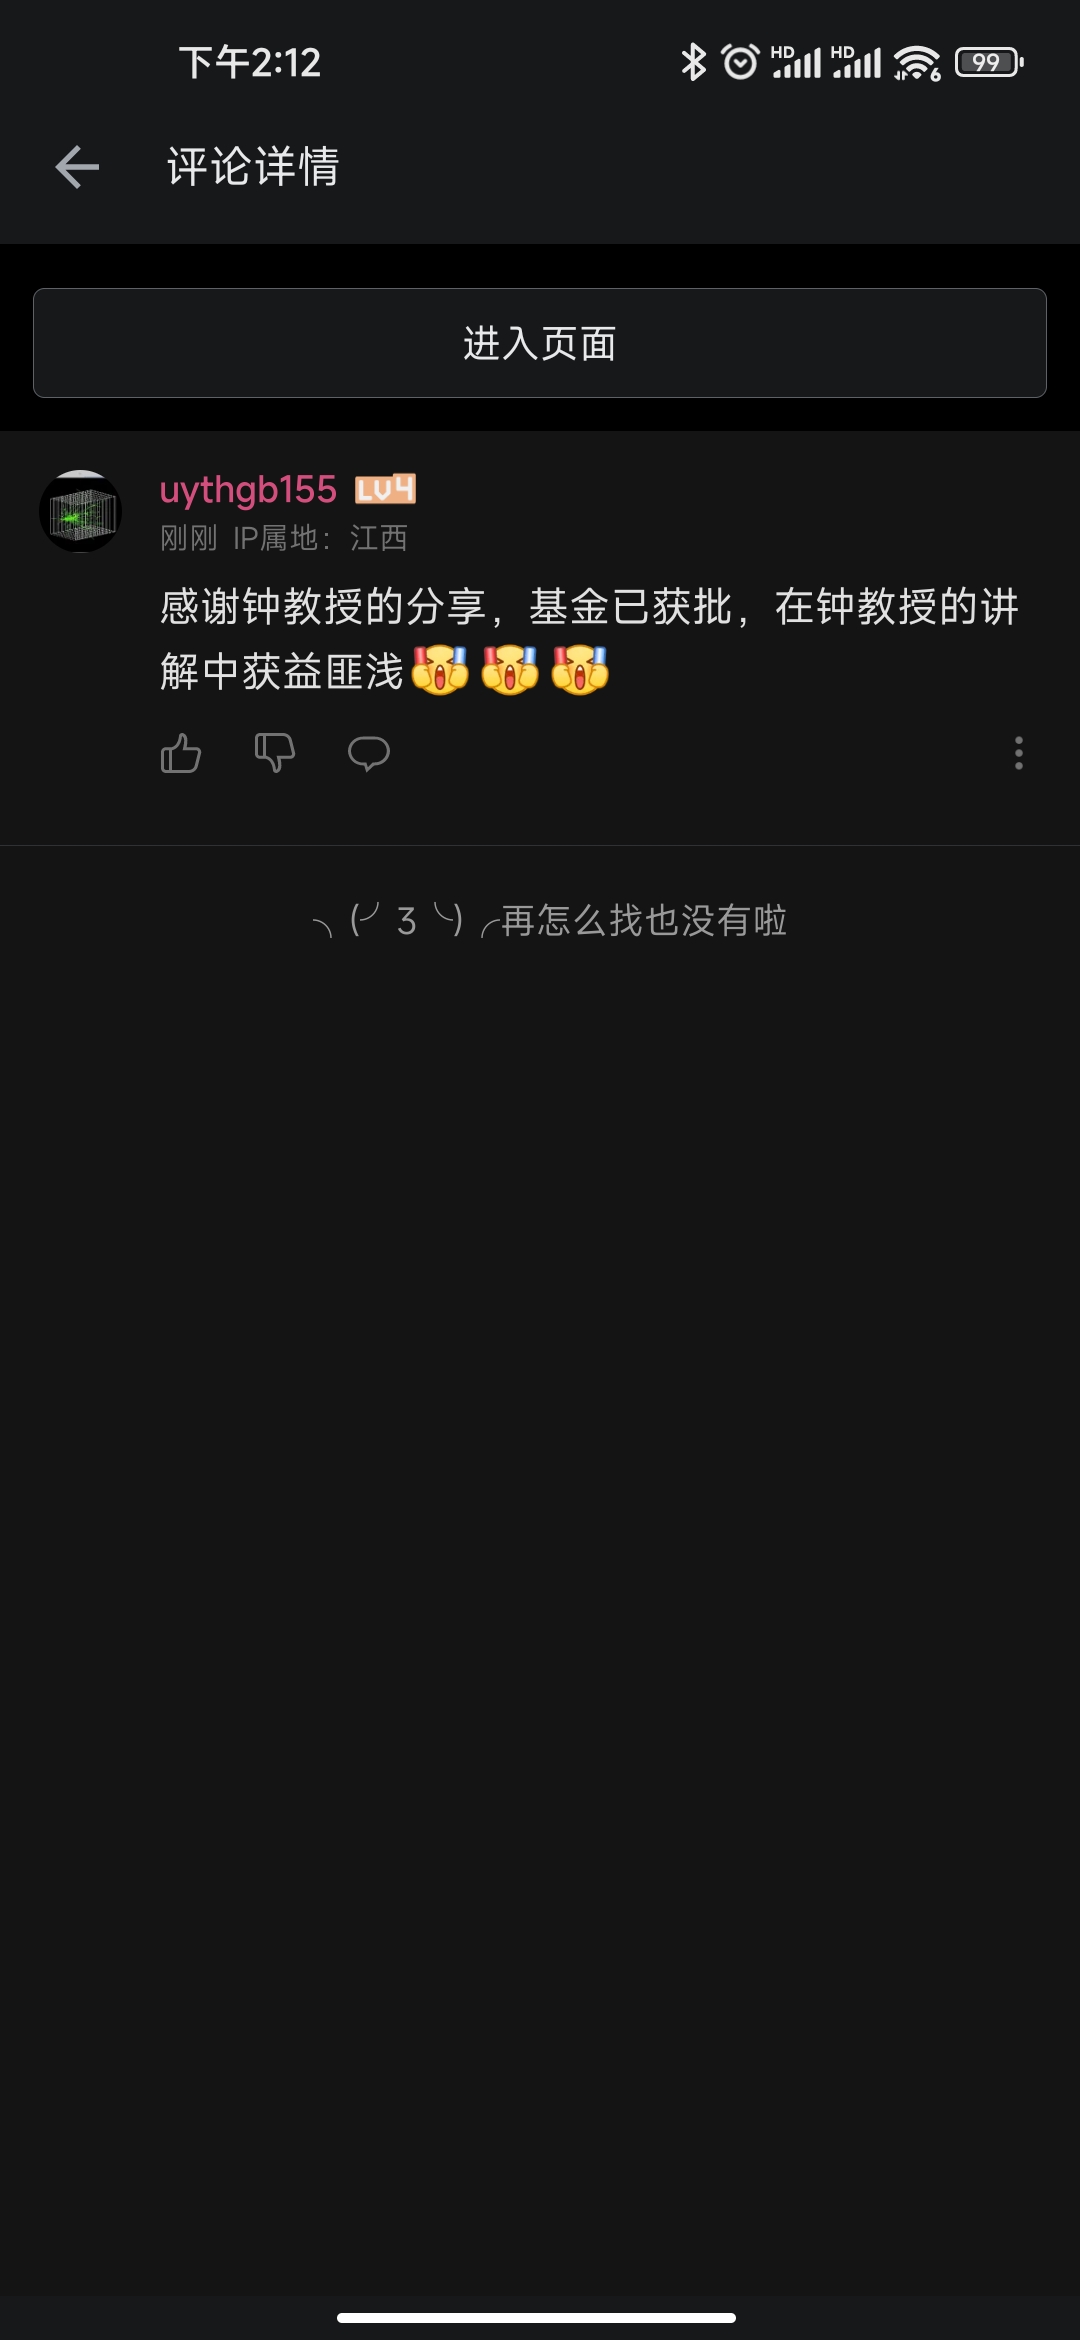 下午2:12
HD HD 6 99
评论详情
进入页面
uythgb155 LV4
刚刚 IP属地：江西
感谢钟教授的分享，基金已获批，在钟教授的讲
解中获益匪浅
╮(╯3╰)╭再怎么找也没有啦